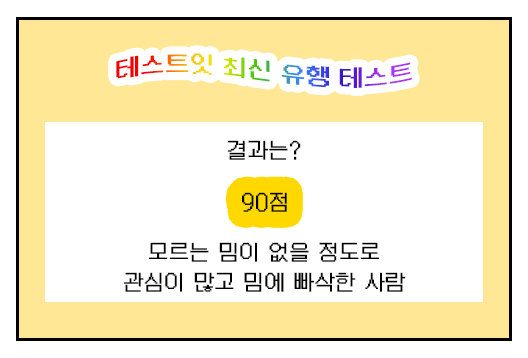 테스트잇 최신 유행 테스트
결과는?
90점
모르는 밈이 없을 정도로
관심이 많고 밈에 빠삭한 사람